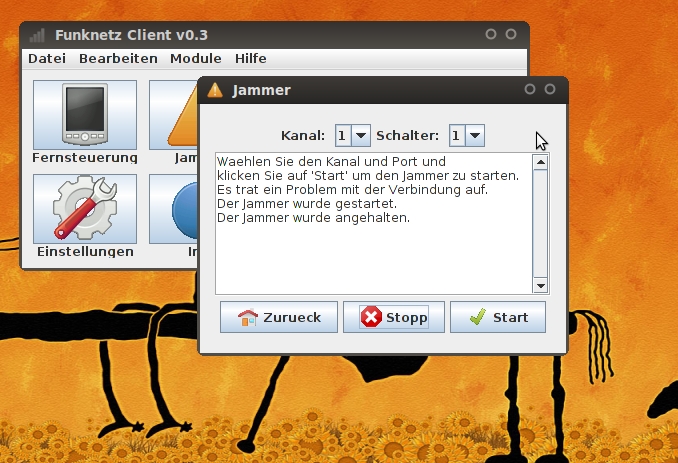 Funknetz Client v0.3
Datei Bearbeiten Module Hilfe
Fernsteuerung
Einstellungen
Jammer
Kanal: 1 Schalter: 1
Waehlen Sie den Kanal und Port und
klicken Sie auf 'Start' um den Jammer zu starten.
Es trat ein Problem mit der Verbindung auf.
Der Jammer wurde gestartet.
Der Jammer wurde angehalten.
Zurueck Stopp Start